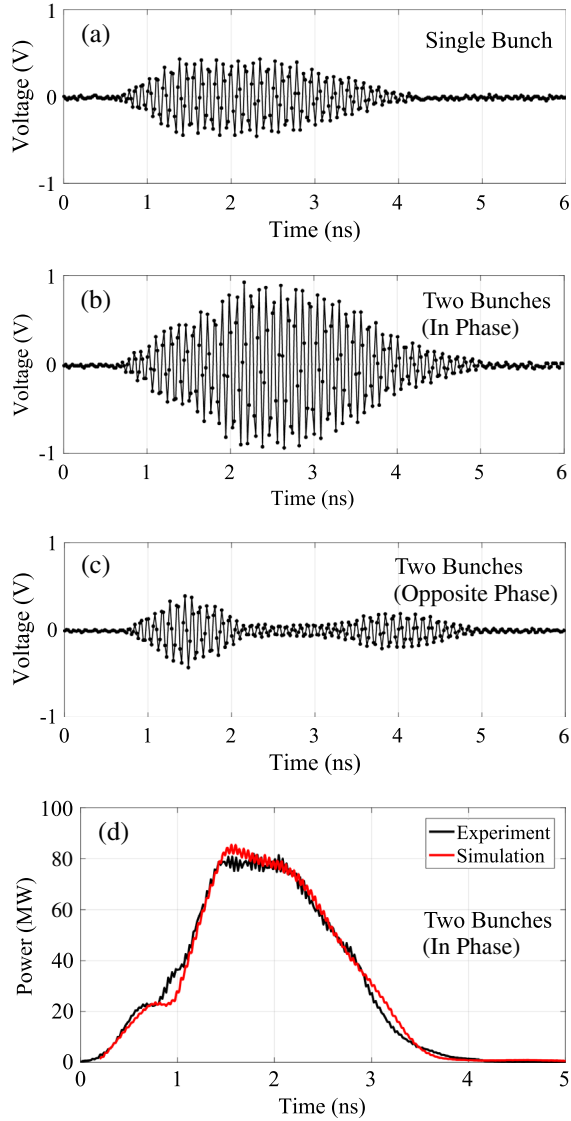 (a)
Single Bunch
Voltage (V)
1
0
-1
0 1 2 3 4 5 6
Time (ns)
(b)
Two Bunches
(In Phase)
Voltage (V)
1
0
-1
0 1 2 3 4 5 6
Time (ns)
(c)
Two Bunches
(Opposite Phase)
Voltage (V)
1
0
-1
0 1 2 3 4 5 6
Time (ns)
(d)
Experiment
Simulation
Two Bunches
(In Phase)
Power (MW)
100
80
60
40
20
0
0 1 2 3 4 5
Time (ns)